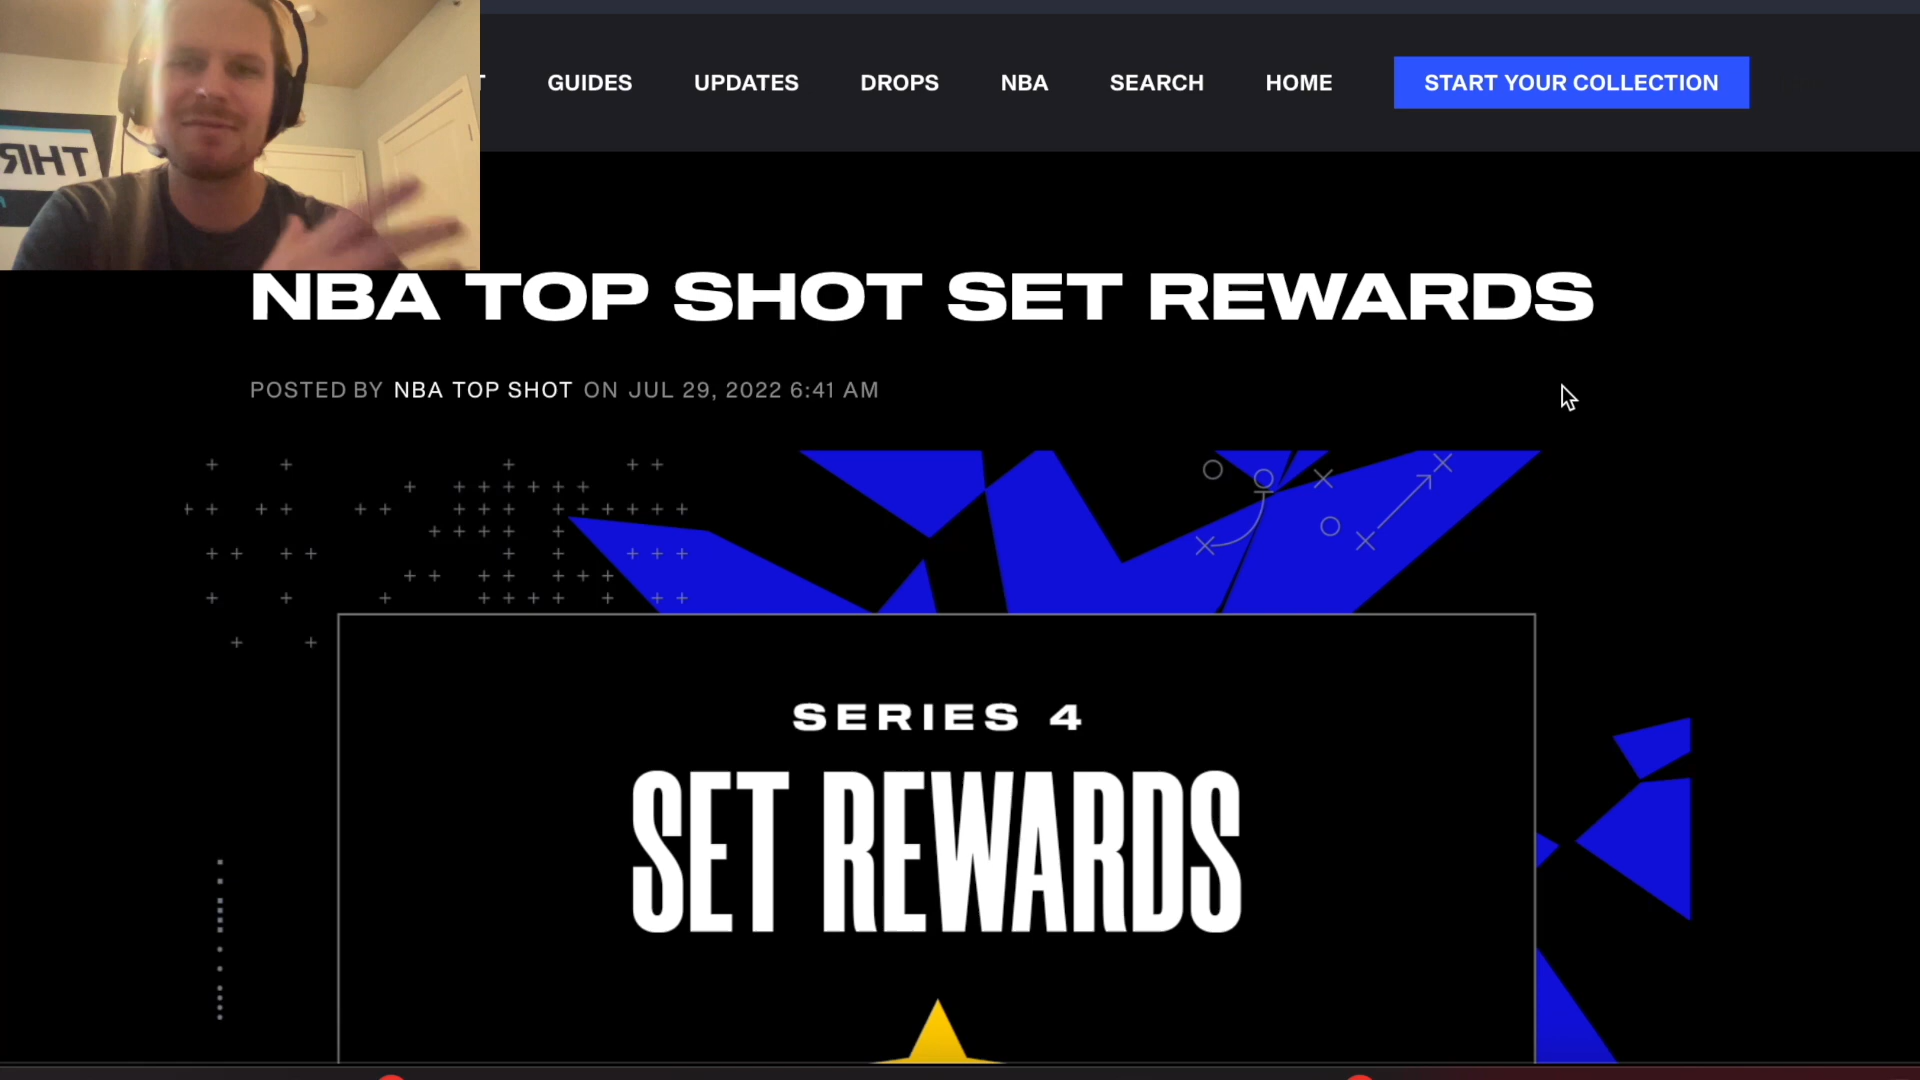 GUIDES UPDATES DROPS NBA SEARCH HOME START YOUR COLLECTION
NBA TOP SHOT SET REWARDS
POSTED BY NBA TOP SHOT ON JUL 29, 2022 6:41 AM
SERIES 4
SET REWARDS